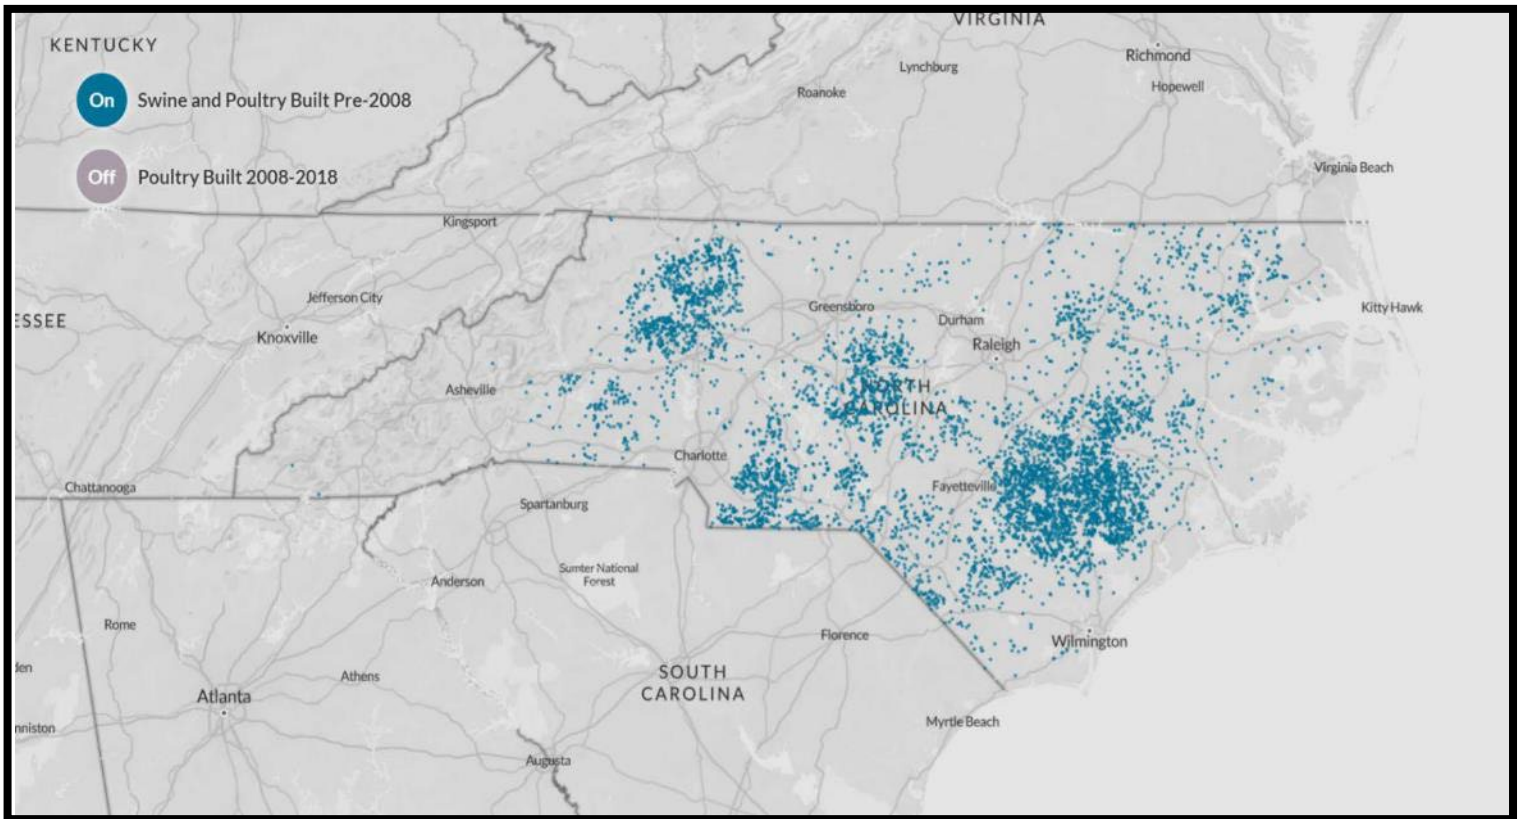 VIRGINIA
KENTUCKY
Richmond
Lynchburg
Hopewell
Roanoke
On Swine and Poultry Built Pre-2008
Virginia Beach
Off Poultry Built 2008-2018
Kingsport
Jefferson City
Greensboro
Kitty Hawk
ESSEE
Durham
Knoxville
Raleigh
Asheville
NORTH
CAROLINA
Charlotte
Chattanooga
Fayetteville
Spartanburg
Sumter National
Forest
Anderson
Rome
Florence
Wilmington
den
SOUTH
CAROLINA
Athens
Atlanta
Myrtle Beach
nniston
Augusta